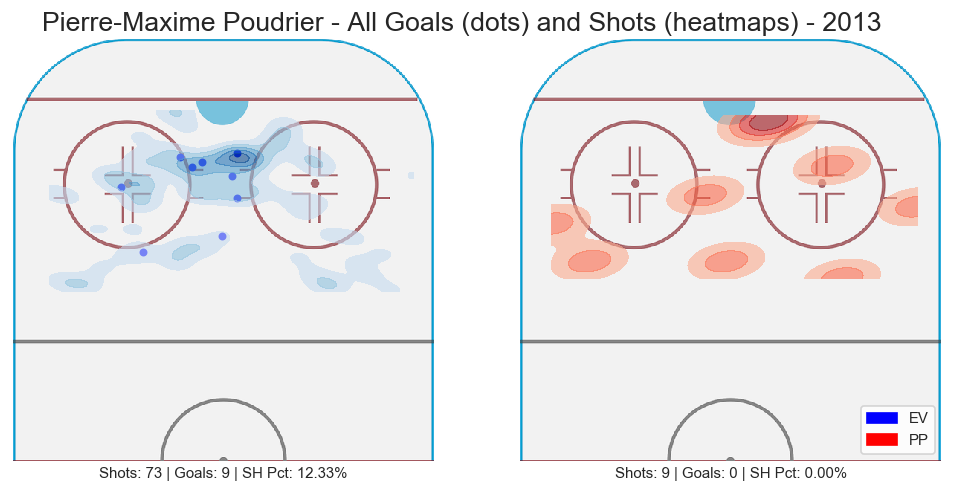 Pierre-Maxime Poudrier - All Goals (dots) and Shots (heatmaps) - 2013
EV
PP
Shots: 73 | Goals: 9 | SH Pct: 12.33%
Shots: 9 | Goals: 0 | SH Pct: 0.00%